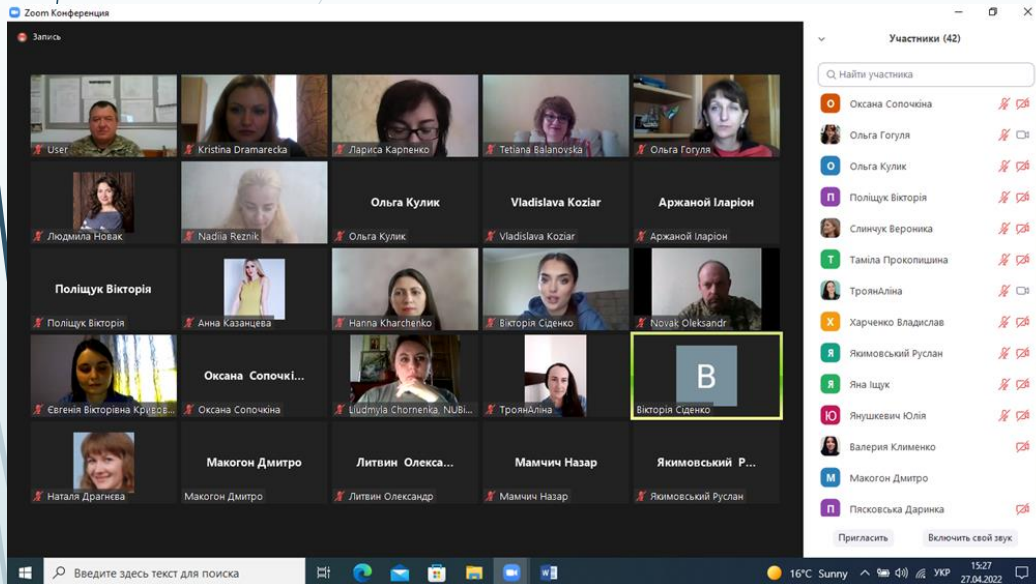 Zoom Конференция
Запись
User
Kristina Dramarecka
Лариса Карпенко
Tetiana Balanovska
Ольга Гогуля
Людмила Новак
Nadiia Reznik
Ольга Кулик
Ольга Кулик
Vladislava Koziar
Vladislava Koziar
Аржаной Іларіон
Аржаной Іларіон
Поліщук Вікторія
Поліщук Вікторія
Анна Казанцева
Hanna Kharchenko
Вікторія Сіденко
Novak Oleksandr
Євгенія Вікторівна Кривов...
Оксана Сопочкі...
Оксана Сопочкіна
Liudmyla Chornenka, NUBi...
ТроянАліна
В
Вікторія Сіденко
Наталя Драгнєва
Макогон Дмитро
Макогон Дмитро
Литвин Олекса...
Литвин Олександр
Мамчич Назар
Мамчич Назар
Якимовський Р...
Якимовський Руслан
Участники (42)
Найти участника
О Оксана Сопочкіна
Ольга Гогуля
О Ольга Кулик
П Поліщук Вікторія
Слинчук Вероника
Т Таміла Прокопишина
ТроянАліна
Х Харченко Владислав
Я Якимовський Руслан
Я Яна Іщук
Ю Янушкевич Юлія
Валерия Клименко
М Макогон Дмитро
П Пясковська Даринка
Пригласить Включить свой звук
Введите здесь текст для поиска
16°C Sunny
УКР
15:27
27.04.2022